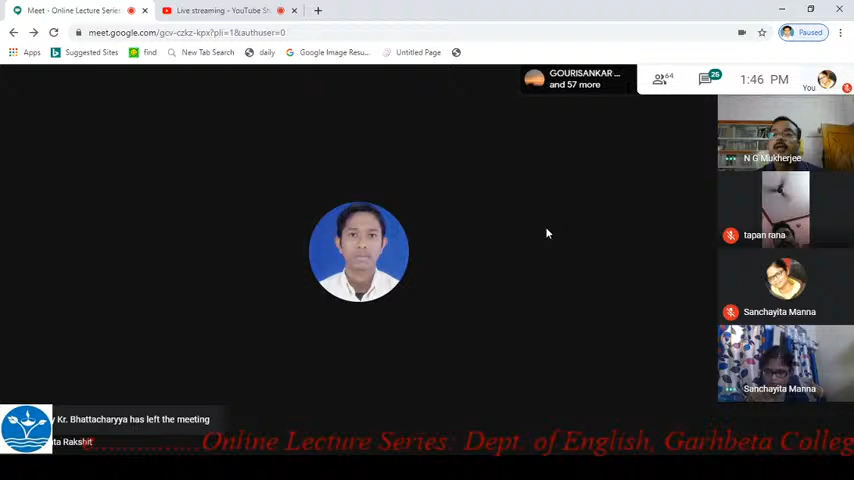 Meet - Online Lecture Series:
Live streaming - YouTube S
meet.google.com/gcv-czkz-kpx?pli=1&authuser=0
Paused
Apps
Suggested Sites
find
New Tab Search
daily
Google Image Resu...
Untitled Page
GOURISANKAR ...
and 57 more
64
25
1:46 PM
You
N G Mukherjee
tapan rana
Sanchayita Manna
Sanchayita Manna
y Kr. Bhattacharyya has left the meeting
ta Rakshit
Online Lecture Series: Dept. of English, Garhbeta Colleg